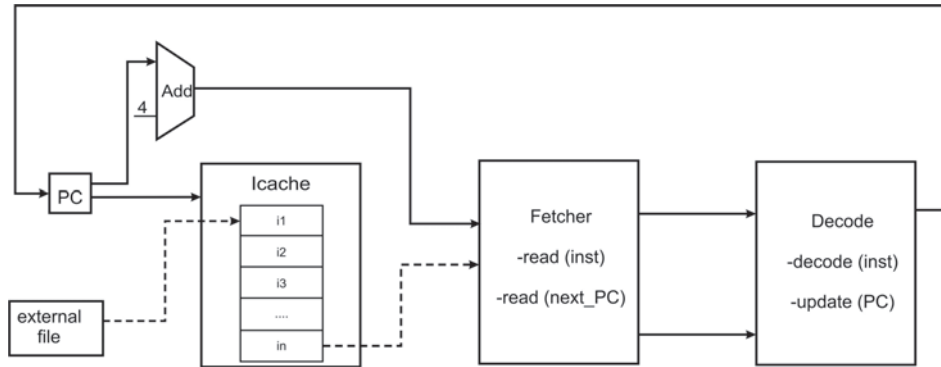 Add
4
PC
Icache
i1
i2
i3
....
in
external
file
Fetcher
-read (inst)
-read (next_PC)
Decode
-decode (inst)
-update (PC)